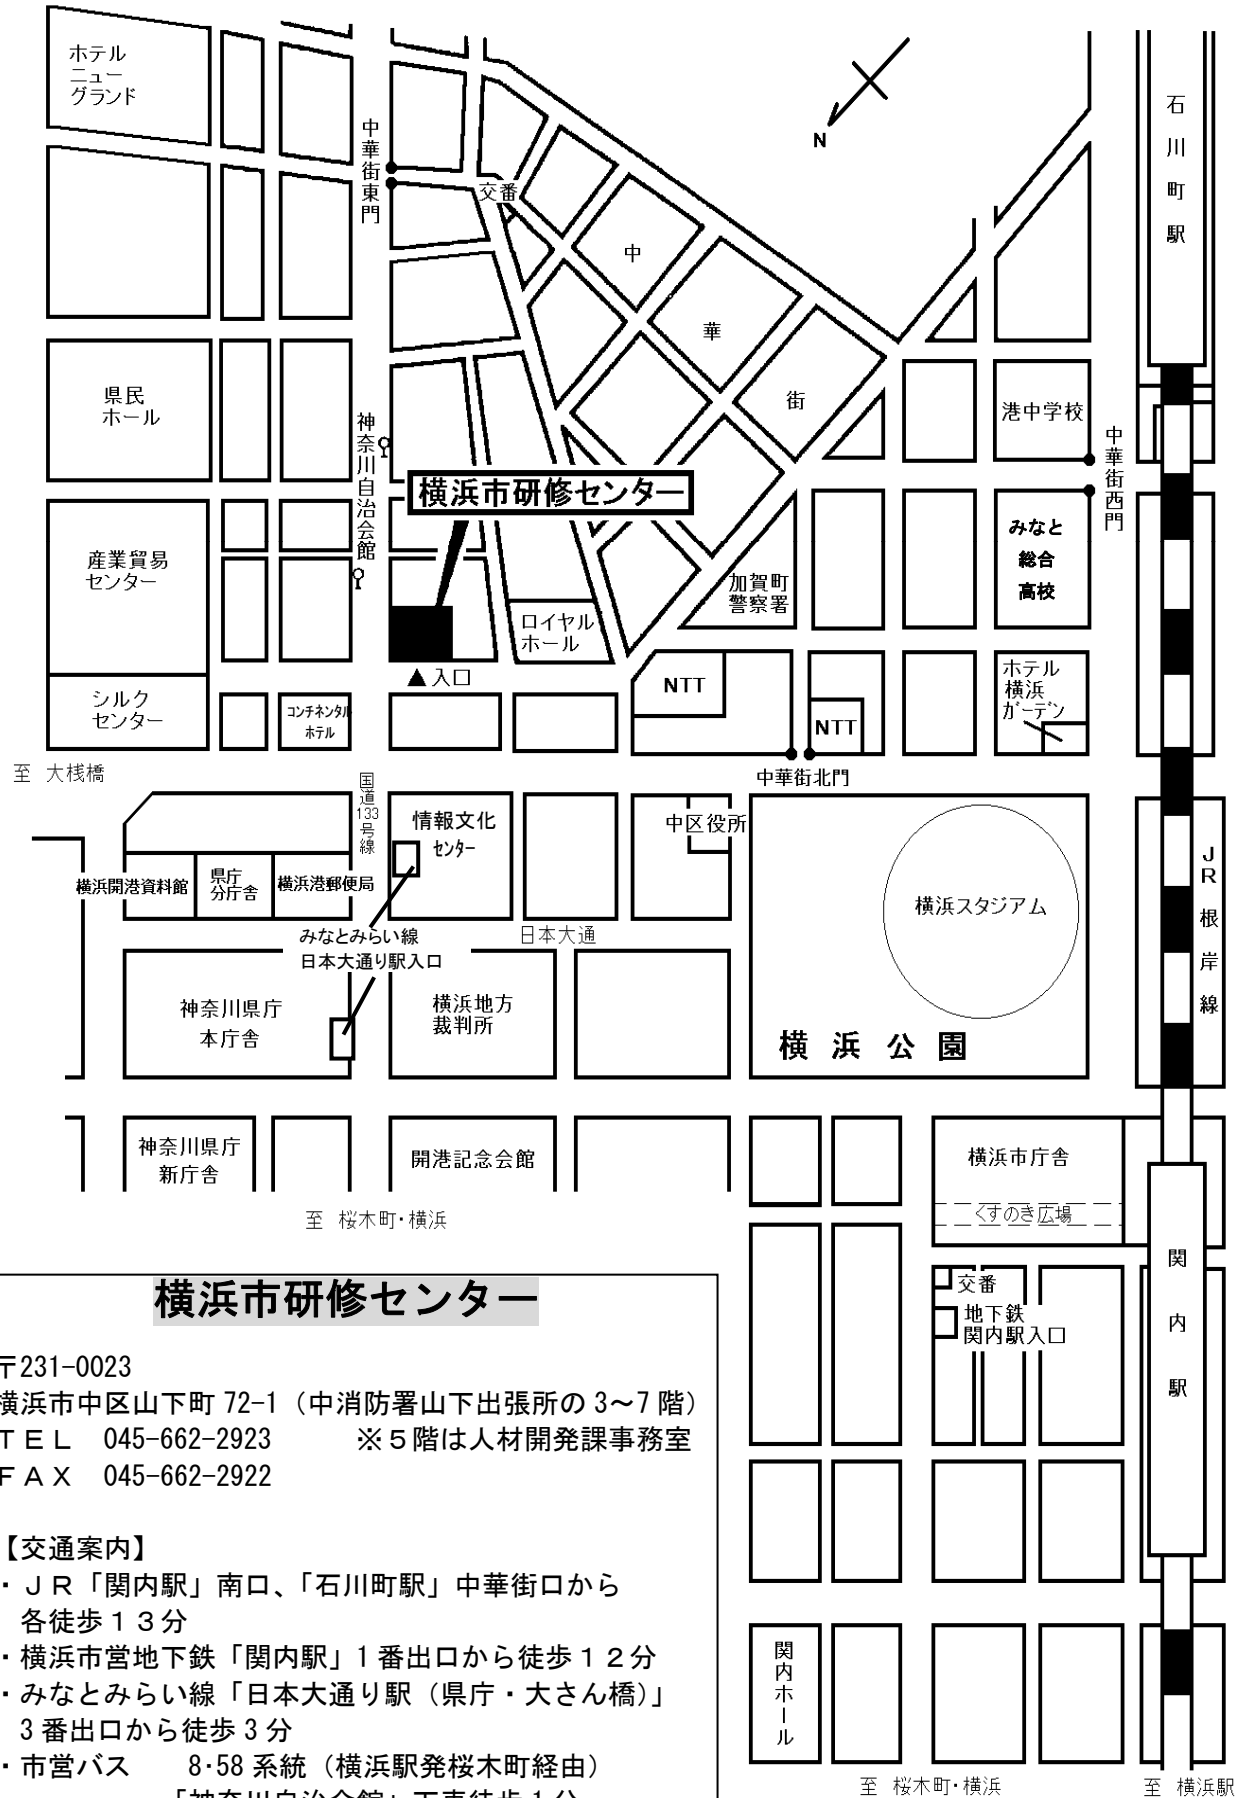 ホテル
ニュー
グランド
中華街東門
交番
N
石川町駅
中
華
街
県民
ホール
神奈川自治会館
港中学校
中華街西門
横浜市研修センター
産業貿易
センター
みなと
総合
高校
加賀町
警察署
ロイヤル
ホール
▲入口
シルク
センター
コンチネンタル
ホテル
NTT
NTT
ホテル
横浜
ガーデン
至 大桟橋
中華街北門
国道133号線
情報文化
センター
中区役所
横浜開港資料館
県庁
分庁舎
横浜港郵便局
横浜スタジアム
JR根岸線
みなとみらい線
日本大通り駅入口
日本大通
神奈川県庁
本庁舎
横浜地方
裁判所
横浜公園
神奈川県庁
新庁舎
開港記念会館
横浜市庁舎
くすのき広場
至 桜木町・横浜
関内駅
交番
地下鉄
関内駅入口
横浜市研修センター
〒231-0023
横浜市中区山下町72-1（中消防署山下出張所の3～7階）
ＴＥＬ 045-662-2923 ※５階は人材開発課事務室
ＦＡＸ 045-662-2922
【交通案内】
・ＪＲ「関内駅」南口、「石川町駅」中華街口から
各徒歩１３分
・横浜市営地下鉄「関内駅」1番出口から徒歩１２分
・みなとみらい線「日本大通り駅（県庁・大さん橋）」
3番出口から徒歩3分
・市営バス 8・58系統（横浜駅発桜木町経由）
「神奈川自治会館」下車徒歩1分
関内ホール
至 桜木町・横浜
至 横浜駅